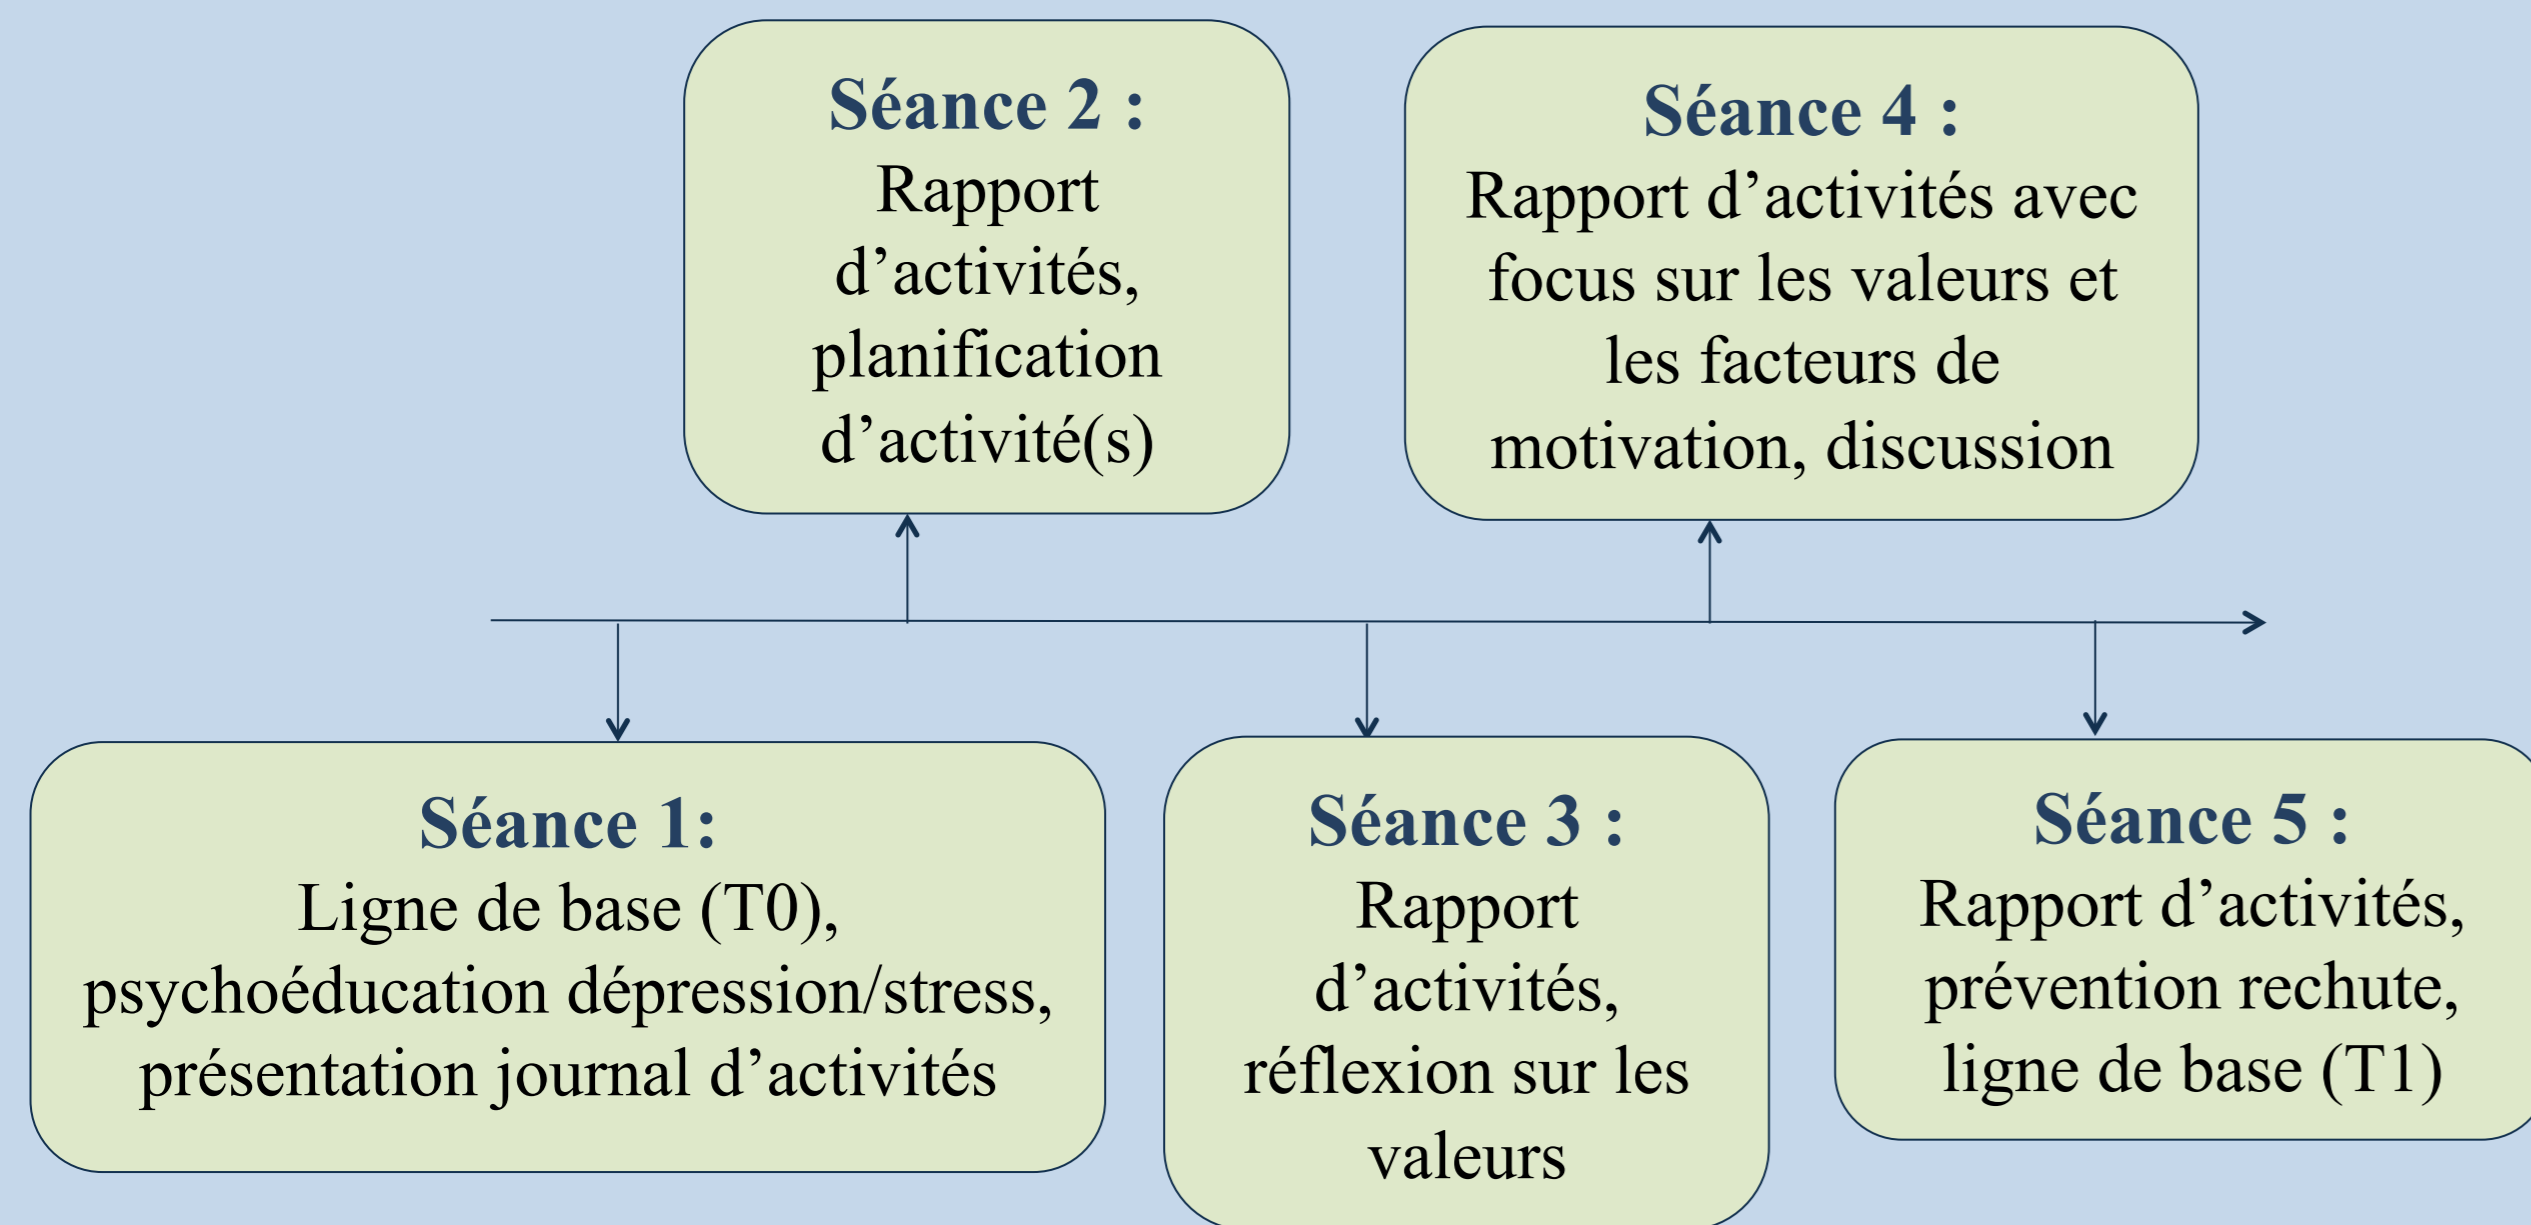 Séance 2 :
Rapport
d’activités,
planification
d’activité(s)
Séance 4 :
Rapport d’activités avec
focus sur les valeurs et
les facteurs de
motivation, discussion
Séance 1:
Ligne de base (T0),
psychoéducation dépression/stress,
présentation journal d’activités
Séance 3 :
Rapport
d’activités,
réflexion sur les
valeurs
Séance 5 :
Rapport d’activités,
prévention rechute,
ligne de base (T1)